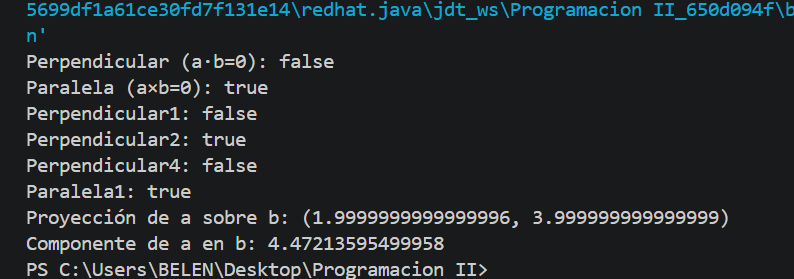 5699df1a61ce30fd7f131e14\redhat.java\jdt_ws\Programacion II_650d094f\b
n'
Perpendicular (a·b=0): false
Paralela (a×b=0): true
Perpendicular1: false
Perpendicular2: true
Perpendicular4: false
Paralela1: true
Proyección de a sobre b: (1.9999999999999996, 3.999999999999999)
Componente de a en b: 4.47213595499958
PS C:\Users\BELEN\Desktop\Programacion II>